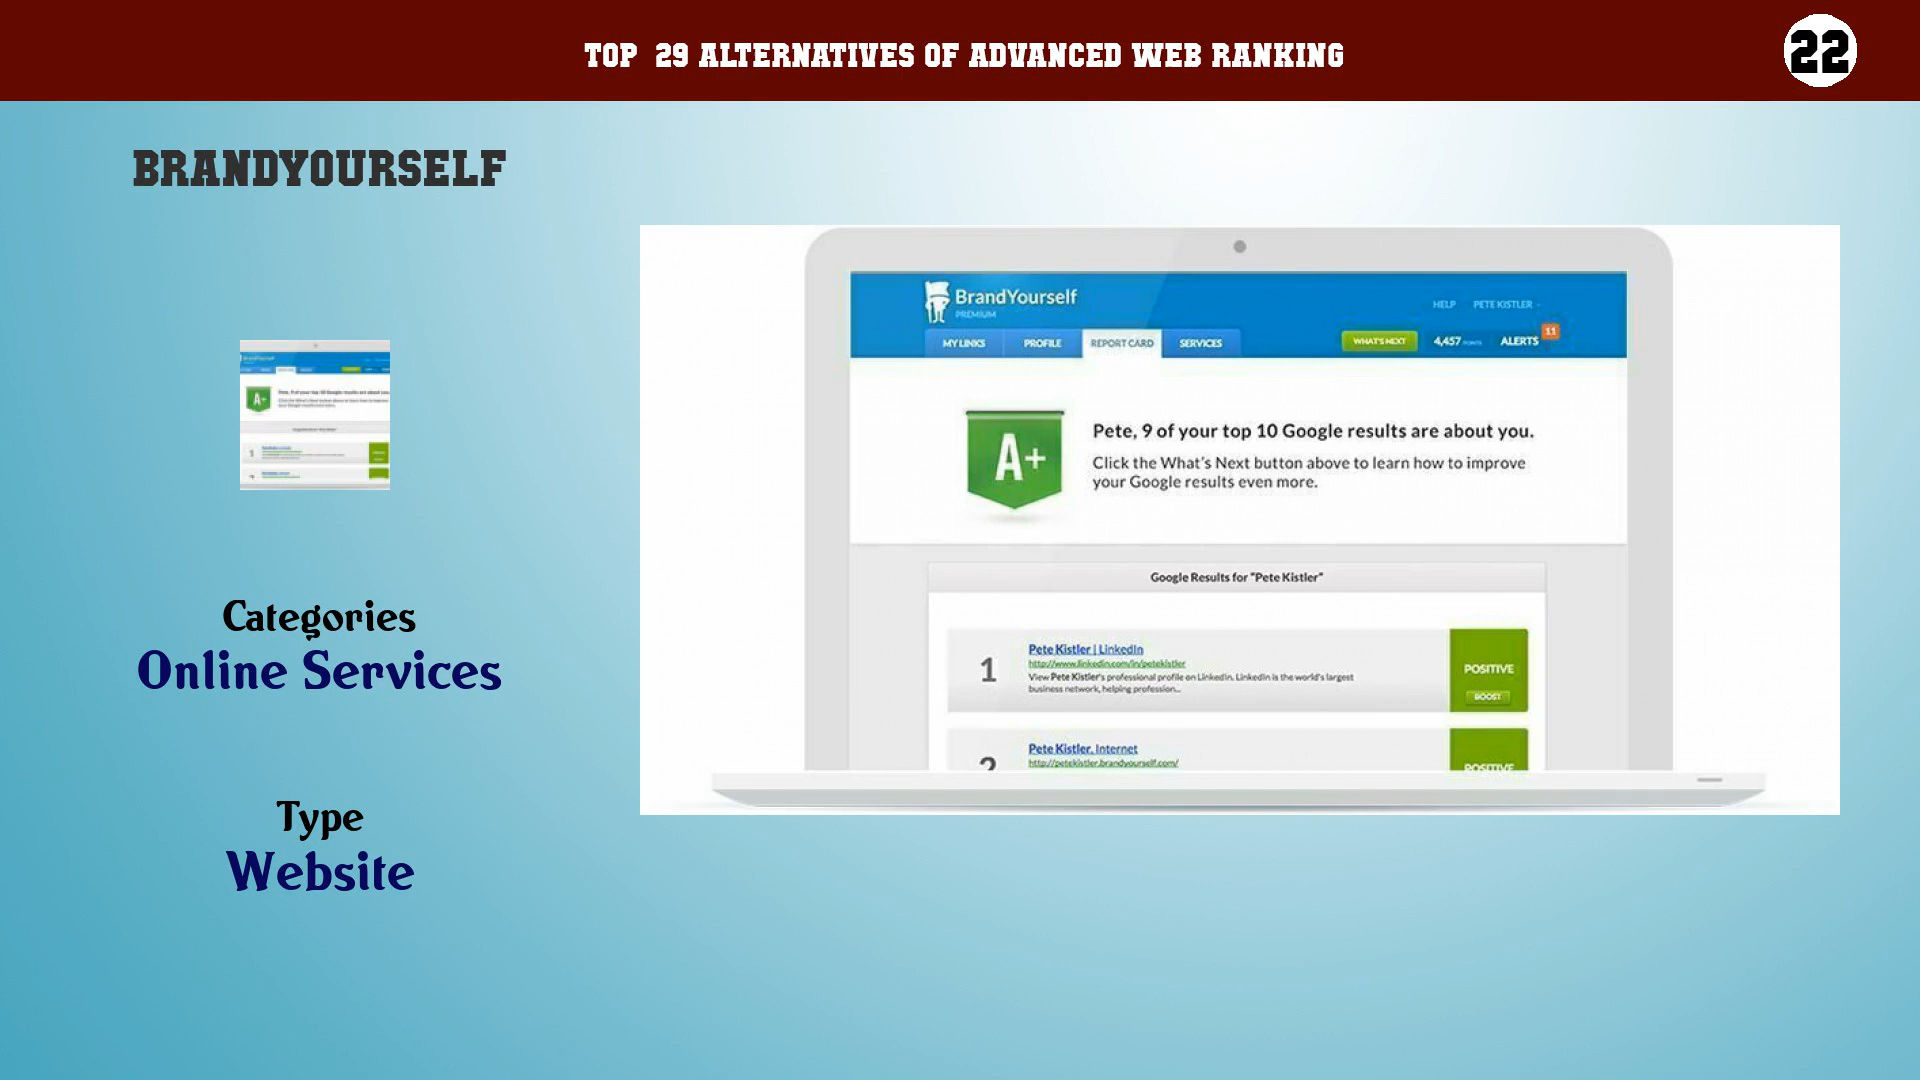 TOP 29 ALTERNATIVES OF ADVANCED WEB RANKING
22
BRANDYOURSELF
Categories
Online Services
Type
Website
BrandYourself
PREMIUM
HELP PETE KISTLER
MY LINKS PROFILE REPORT CARD SERVICES
WHAT'S NEXT 4,457 POINTS ALERTS 11
A+
Pete, 9 of your top 10 Google results are about you.
Click the What's Next button above to learn how to improve
your Google results even more.
Google Results for "Pete Kistler"
1
Pete Kistler | LinkedIn
http://www.linkedin.com/in/petekistler
View Pete Kistler's professional profile on LinkedIn. LinkedIn is the world's largest
business network, helping profession...
POSITIVE
BOOST
2
Pete Kistler, Internet
http://petekistler.brandyourself.com/
POSITIVE